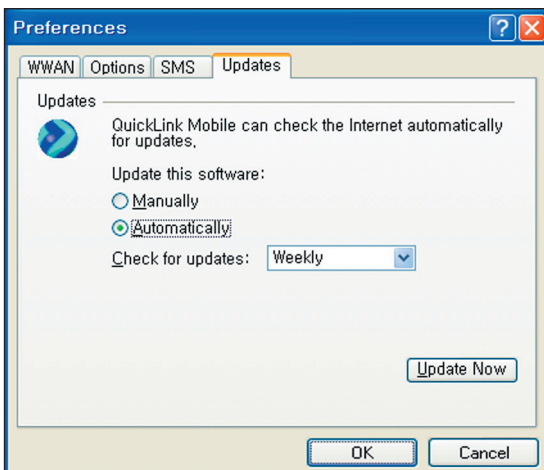 Preferences
WWAN Options SMS Updates
Updates
QuickLink Mobile can check the Internet automatically
for updates,
Update this software:
Manually
Automatically
Check for updates: Weekly
Update Now
OK Cancel